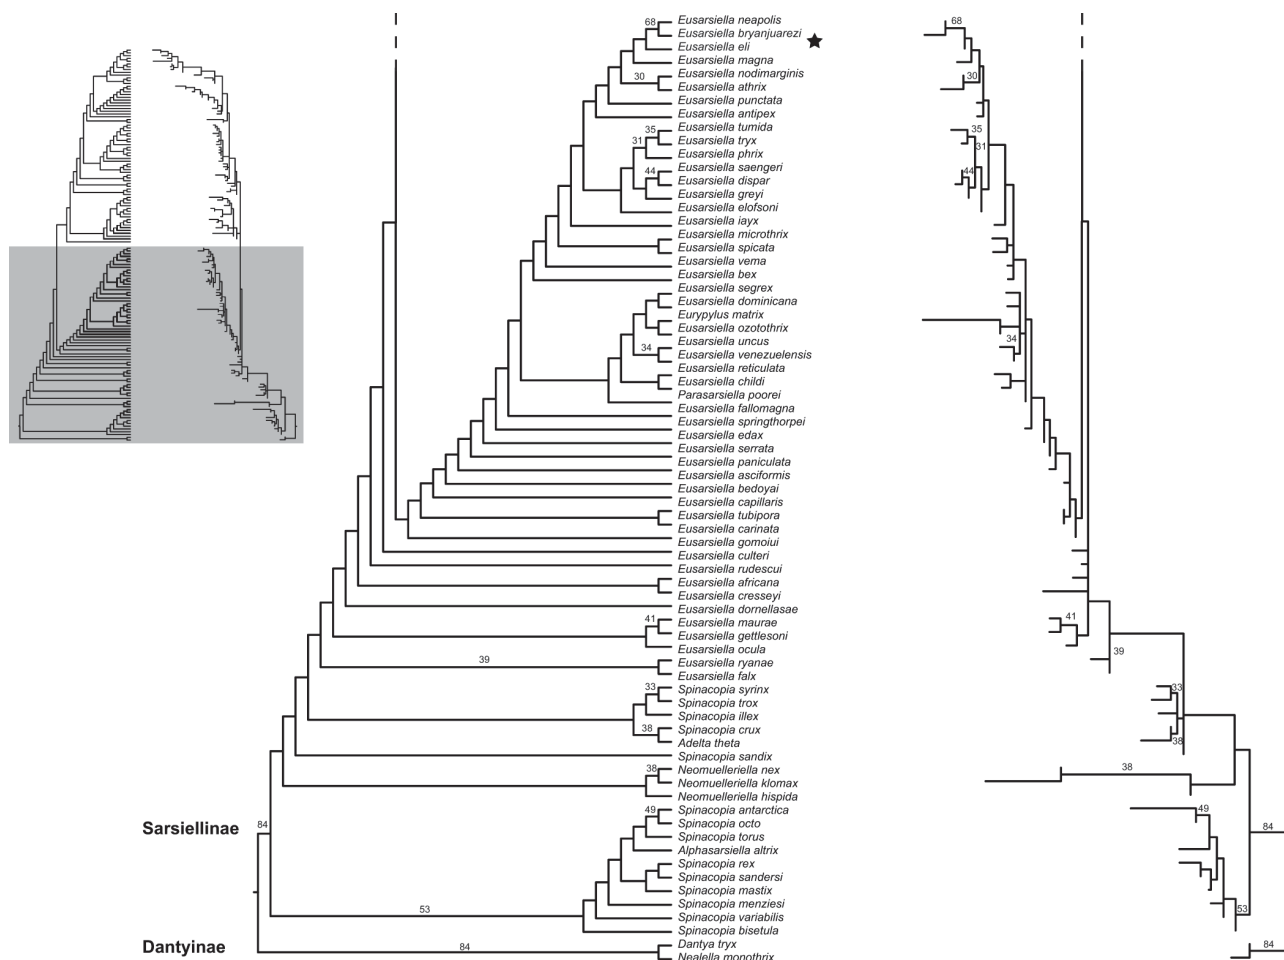 68 Eusarsiella neapolis 68
Eusarsiella bryanjuarezi
Eusarsiella eli
Eusarsiella magna
30 Eusarsiella nodimarginis 30
Eusarsiella athrix
Eusarsiella punctata
Eusarsiella antipex
35 Eusarsiella tumida 35
31 Eusarsiella tryx 31
Eusarsiella phrix
44 Eusarsiella saengeri 44
Eusarsiella dispar
Eusarsiella greyi
Eusarsiella elofsoni
Eusarsiella iayx
Eusarsiella microthrix
Eusarsiella spicata
Eusarsiella vema
Eusarsiella bex
Eusarsiella segrex
Eusarsiella dominicana
Eurypylus matrix
Eusarsiella ozotothrix
Eusarsiella uncus 34
34 Eusarsiella venezuelensis
Eusarsiella reticulata
Eusarsiella childi
Parasarsiella poorei
Eusarsiella fallomagna
Eusarsiella springthorpei
Eusarsiella edax
Eusarsiella serrata
Eusarsiella paniculata
Eusarsiella asciformis
Eusarsiella bedoyai
Eusarsiella capillaris
Eusarsiella tubipora
Eusarsiella carinata
Eusarsiella gomoiui
Eusarsiella culteri
Eusarsiella rudescui
Eusarsiella africana
Eusarsiella cresseyi
Eusarsiella dornellasae
41 Eusarsiella maurae 41
Eusarsiella gettlesoni
Eusarsiella ocula 39
39 Eusarsiella ryanae
Eusarsiella falx
33 Spinacopia syrinx 33
Spinacopia trox
Spinacopia illex
38 Spinacopia crux 38
Adelta theta
Spinacopia sandix
38 Neomuelleriella nex 38
Neomuelleriella klomax
Neomuelleriella hispida
49 Spinacopia antarctica 49
Sarsiellinae 84 Spinacopia octo 84
Spinacopia torus
Alphasarsiella altrix
Spinacopia rex
Spinacopia sandersi
Spinacopia mastix
53 Spinacopia menziesi 53
Spinacopia variabilis
Spinacopia bisetula
Dantyinae 84 Dantya tryx 84
Nealella monothrix